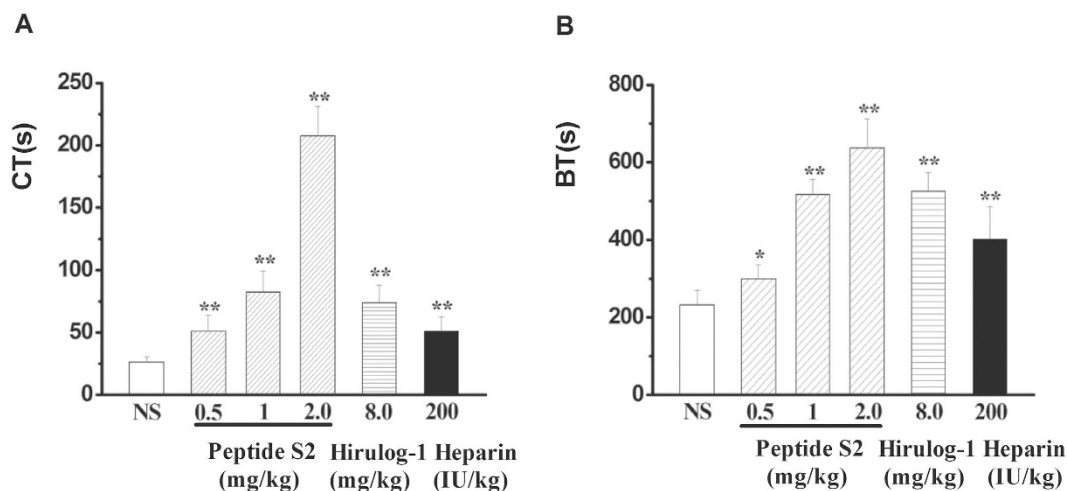 A
CT(s)
250
200
150
100
50
0
**
**
**
**
**
NS 0.5 1 2.0 8.0 200
Peptide S2 Hirulog-1 Heparin
(mg/kg) (mg/kg) (IU/kg)
B
BT(s)
800
600
400
200
0
*
**
**
**
**
NS 0.5 1 2.0 8.0 200
Peptide S2 Hirulog-1 Heparin
(mg/kg) (mg/kg) (IU/kg)